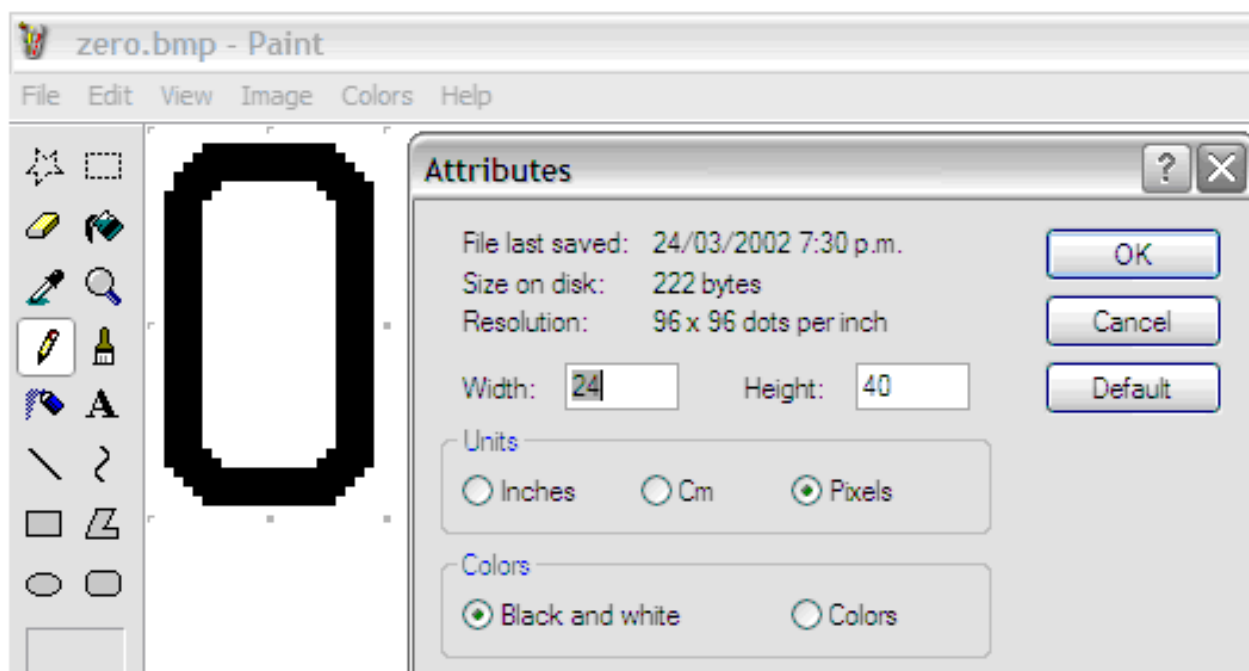 zero.bmp - Paint
File Edit View Image Colors Help
Attributes
?
File last saved: 24/03/2002 7:30 p.m.
OK
Size on disk: 222 bytes
Resolution: 96 x 96 dots per inch
Cancel
Width: 24 Height: 40
Default
Units
Inches Cm Pixels
Colors
Black and white Colors
A
0